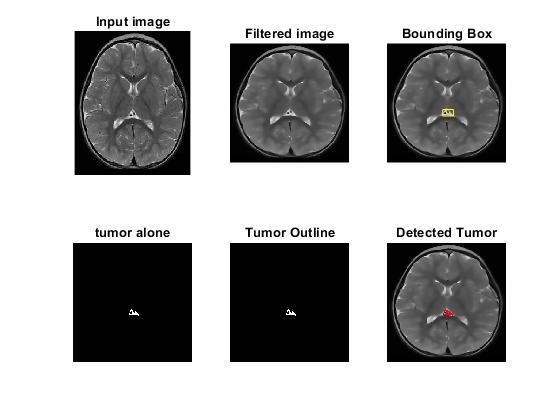 Input image
Filtered image
Bounding Box
tumor alone
Tumor Outline
Detected Tumor